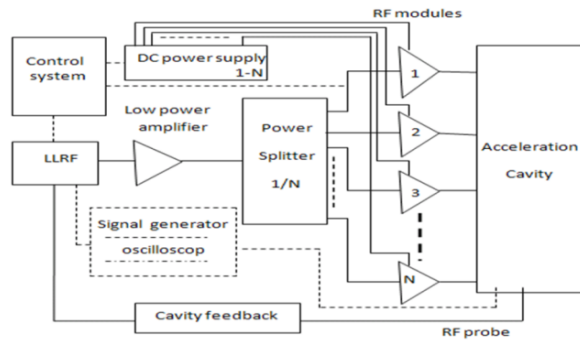 RF modules
Control
system
DC power supply
1-N
1
Low power
amplifier
Power
Splitter
1/N
2
Acceleration
Cavity
LLRF
3
Signal generator
oscilloscop
N
Cavity feedback
RF probe